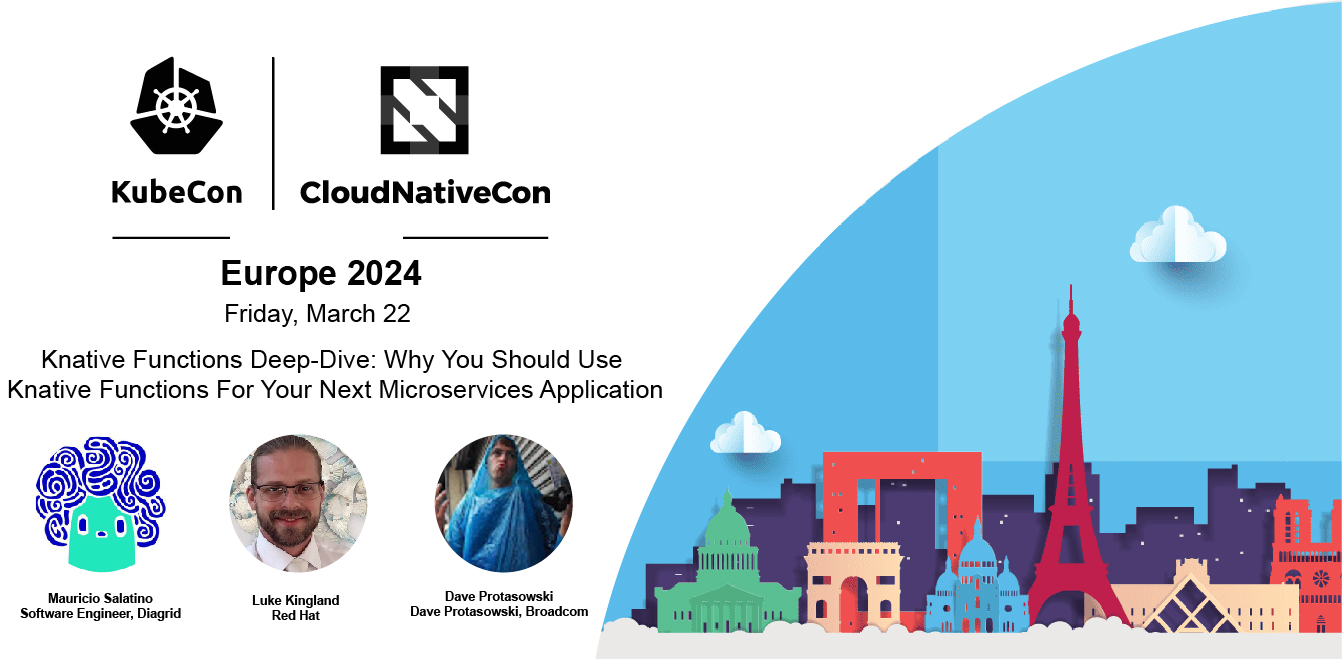 KubeCon
CloudNativeCon
Europe 2024
Friday, March 22
Knative Functions Deep-Dive: Why You Should Use
Knative Functions For Your Next Microservices Application
Mauricio Salatino
Software Engineer, Diagrid
Luke Kingland
Red Hat
Dave Protasowski
Dave Protasowski, Broadcom